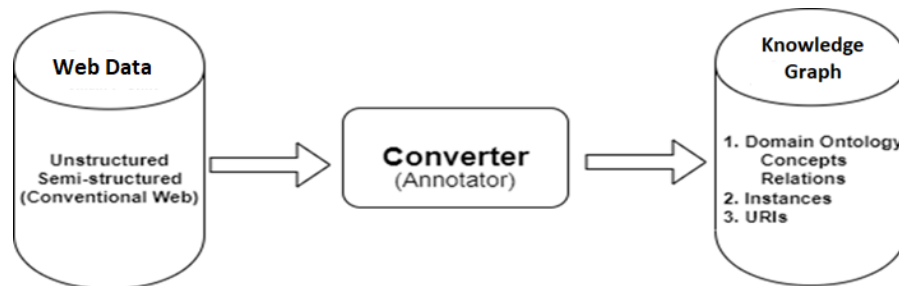 Web Data
Unstructured
Semi-structured
(Conventional Web)
Converter
(Annotator)
Knowledge
Graph
1. Domain Ontology
Concepts
Relations
2. Instances
3. URIs